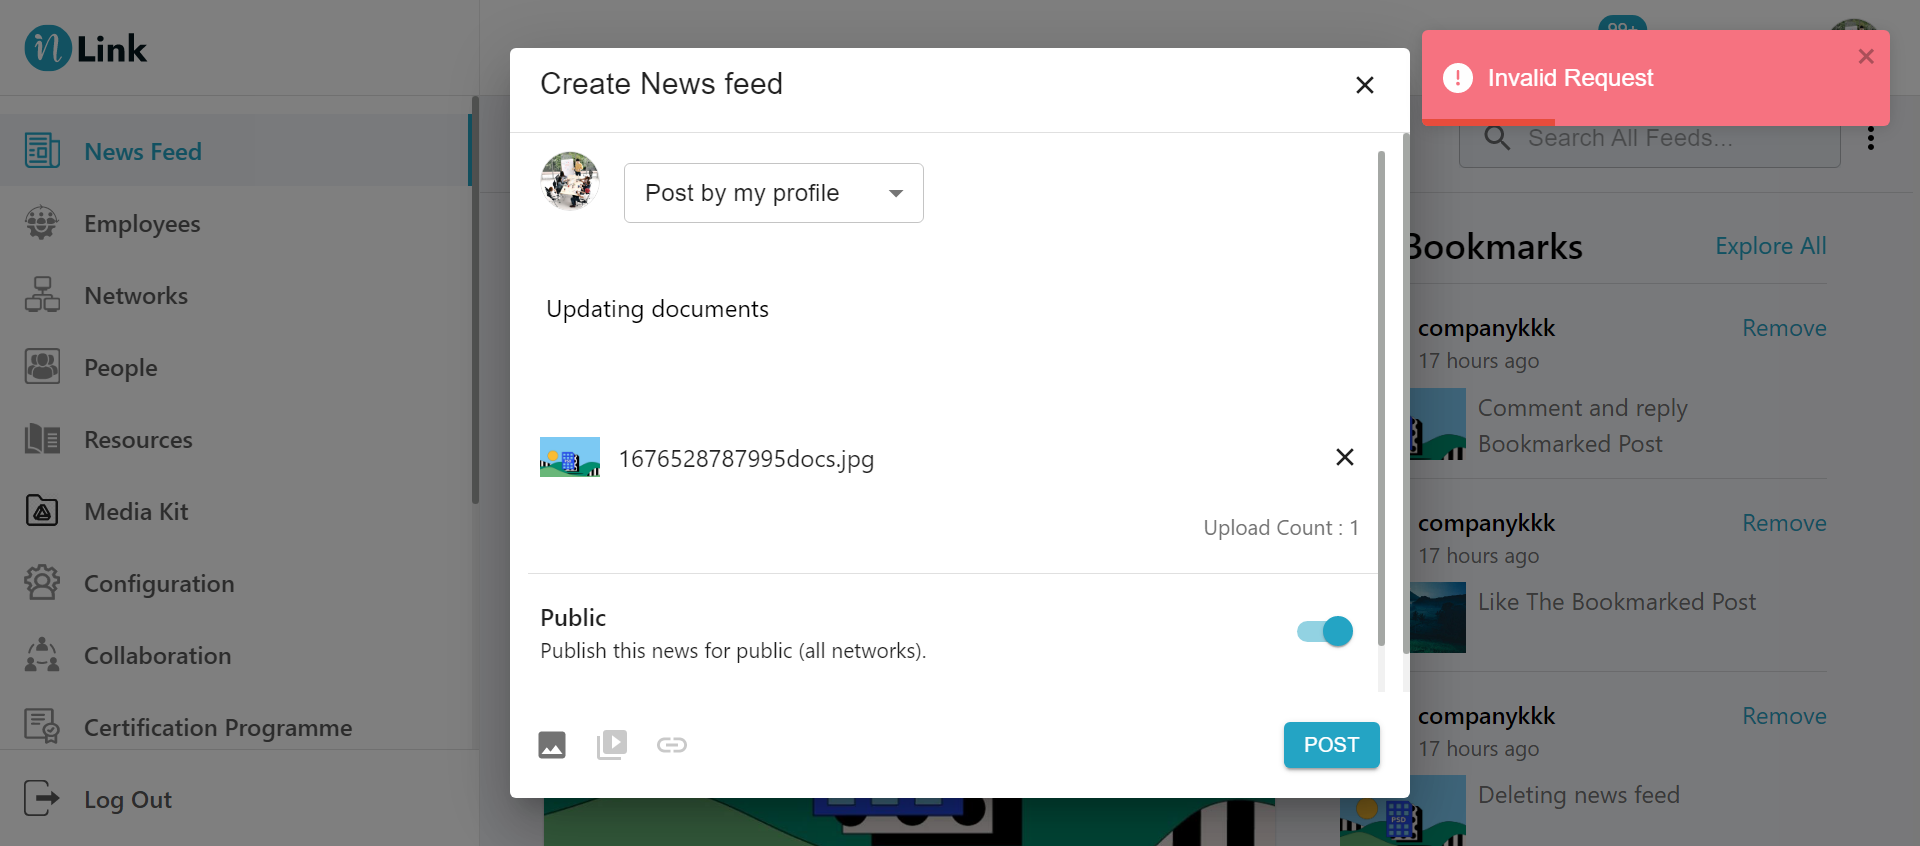 Link
News Feed
Employees
Networks
People
Resources
Media Kit
Configuration
Collaboration
Certification Programme
Log Out
Create News feed
Post by my profile
Updating documents
1676528787995docs.jpg
Upload Count : 1
Public
Publish this news for public (all networks).
POST
Invalid Request
Search All Feeds...
Bookmarks
Explore All
companykkk
Remove
17 hours ago
Comment and reply
Bookmarked Post
companykkk
Remove
17 hours ago
Like The Bookmarked Post
companykkk
Remove
17 hours ago
Deleting news feed
PSD